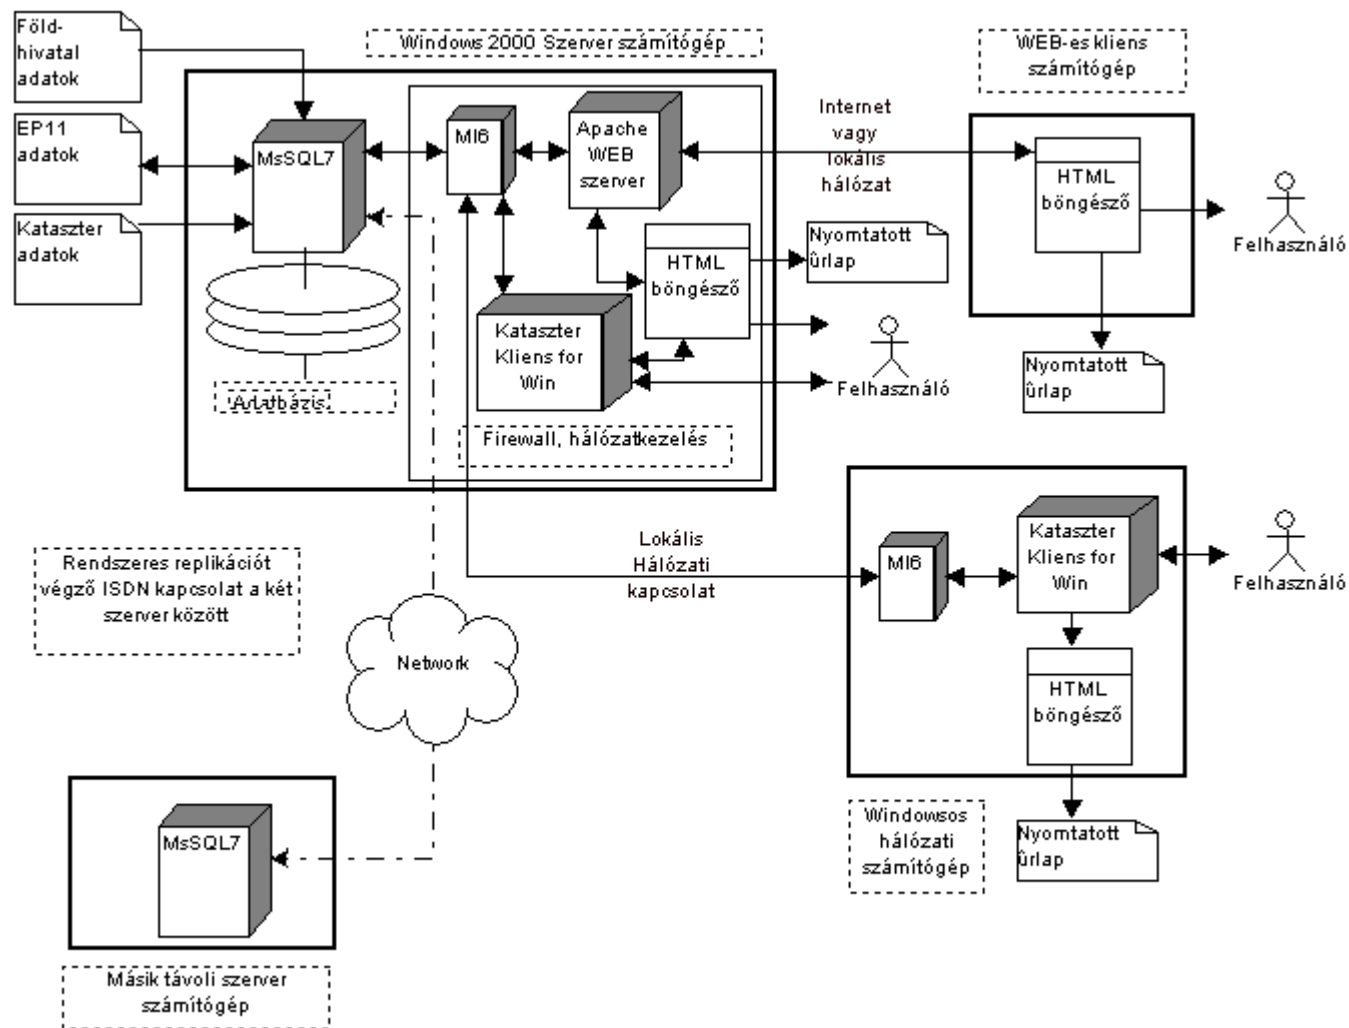 Föld-
hivatal
adatok
EP11
adatok
Kataszter
adatok
Windows 2000 Szerver számítógép
MsSQL7
MI6
Apache
WEB
szerver
HTML
böngésző
Kataszter
Kliens for
Win
Adatbázis
Firewall, hálózatkezelés
Internet
vagy
lokális
hálózat
Nyomtatott
ûrlap
Felhasználó
WEB-es kliens
számítógép
HTML
böngésző
Felhasználó
Nyomtatott
ûrlap
Rendszeres replikációt
végző ISDN kapcsolat a két
szerver között
Network
Lokális
Hálózati
kapcsolat
MI6
Kataszter
Kliens for
Win
Felhasználó
HTML
böngésző
Windowsos
hálózati
számítógép
Nyomtatott
ûrlap
MsSQL7
Másik távoli szerver
számítógép